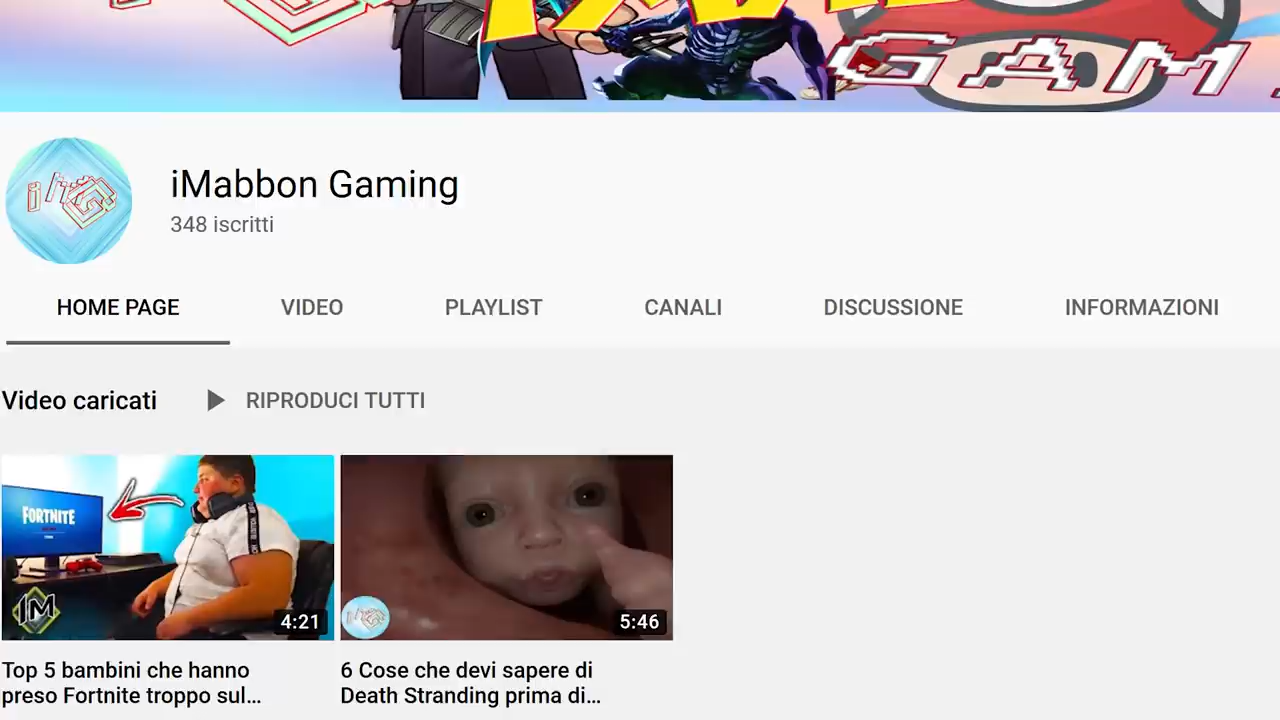 GAM
iMabbon Gaming
348 iscritti
HOME PAGE
VIDEO
PLAYLIST
CANALI
DISCUSSIONE
INFORMAZIONI
Video caricati
RIPRODUCI TUTTI
FORTNITE
IM
4:21
5:46
Top 5 bambini che hanno
preso Fortnite troppo sul...
6 Cose che devi sapere di
Death Stranding prima di...